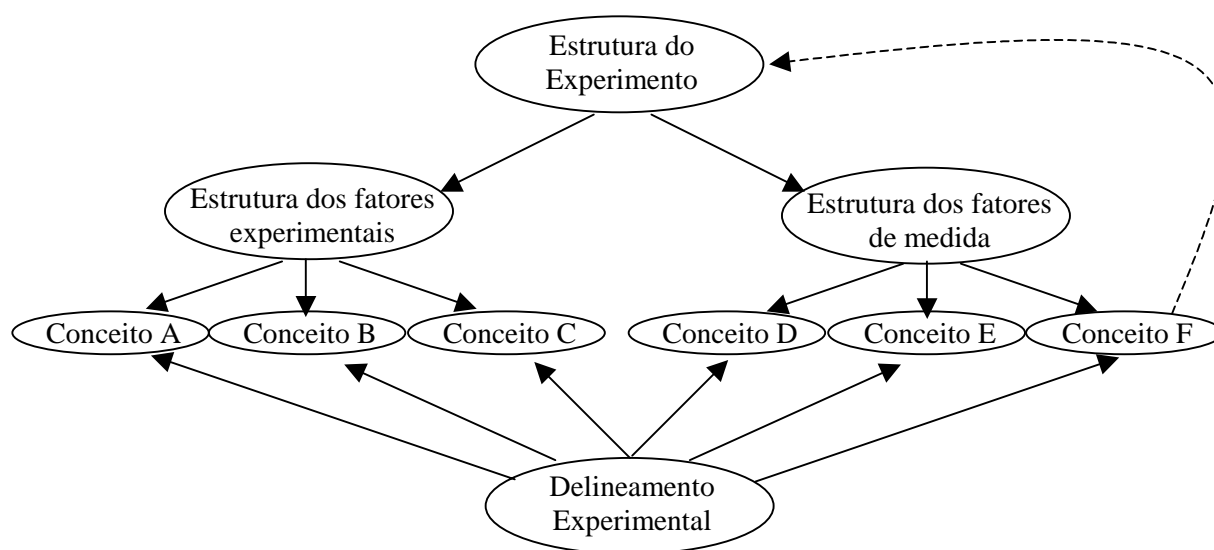 Estrutura do
Experimento
Estrutura dos fatores
experimentais
Estrutura dos fatores
de medida
Conceito A
Conceito B
Conceito C
Conceito D
Conceito E
Conceito F
Delineamento
Experimental